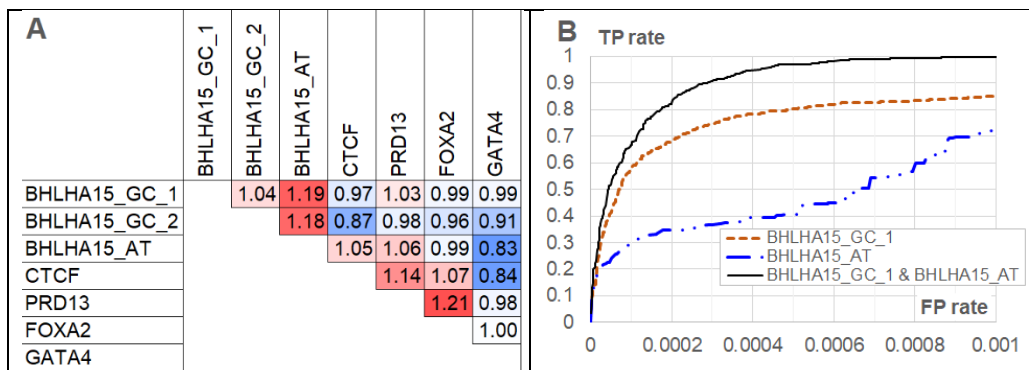 A
BHLHA15_GC_1
BHLHA15_GC_2
BHLHA15_AT
CTCF
PRD13
FOXA2
GATA4
BHLHA15_GC_1 1.04 1.19 0.97 1.03 0.99 0.99
BHLHA15_GC_2 1.18 0.87 0.98 0.96 0.91
BHLHA15_AT 1.05 1.06 0.99 0.83
CTCF 1.14 1.07 0.84
PRD13 1.21 0.98
FOXA2 1.00
GATA4
B TP rate
1
0.9
0.8
0.7
0.6
0.5
0.4
0.3
0.2
0.1
0
BHLHA15_GC_1
BHLHA15_AT
BHLHA15_GC_1 & BHLHA15_AT
FP rate
0 0.0002 0.0004 0.0006 0.0008 0.001